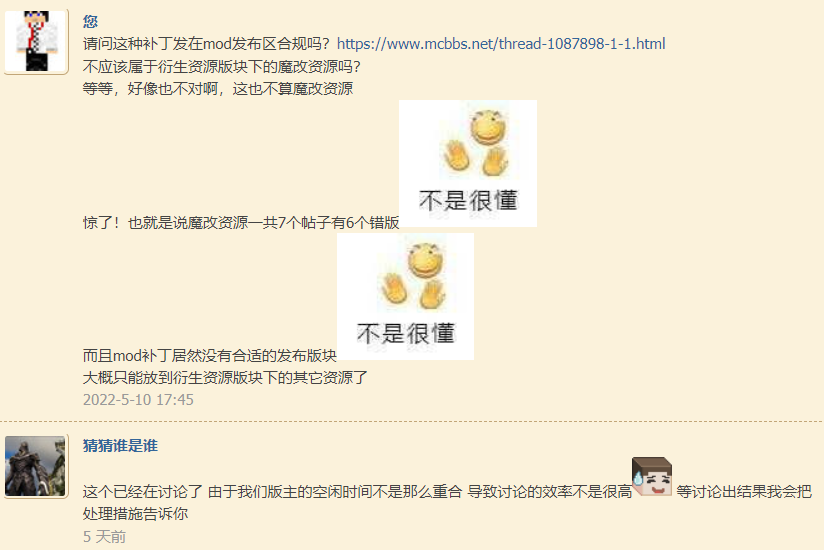 您
请问这种补丁发在mod发布区合规吗？https://www.mcbbs.net/thread-1087898-1-1.html
不应该属于衍生资源版块下的魔改资源吗？
等等，好像也不对啊，这也不算魔改资源
不是很懂
惊了！也就是说魔改资源一共7个帖子有6个错版
不是很懂
而且mod补丁居然没有合适的发布版块
大概只能放到衍生资源版块下的其它资源了
2022-5-10 17:45
猜猜谁是谁
这个已经在讨论了 由于我们版主的空闲时间不是那么重合 导致讨论的效率不是很高 等讨论出结果我会把
处理措施告诉你
5 天前